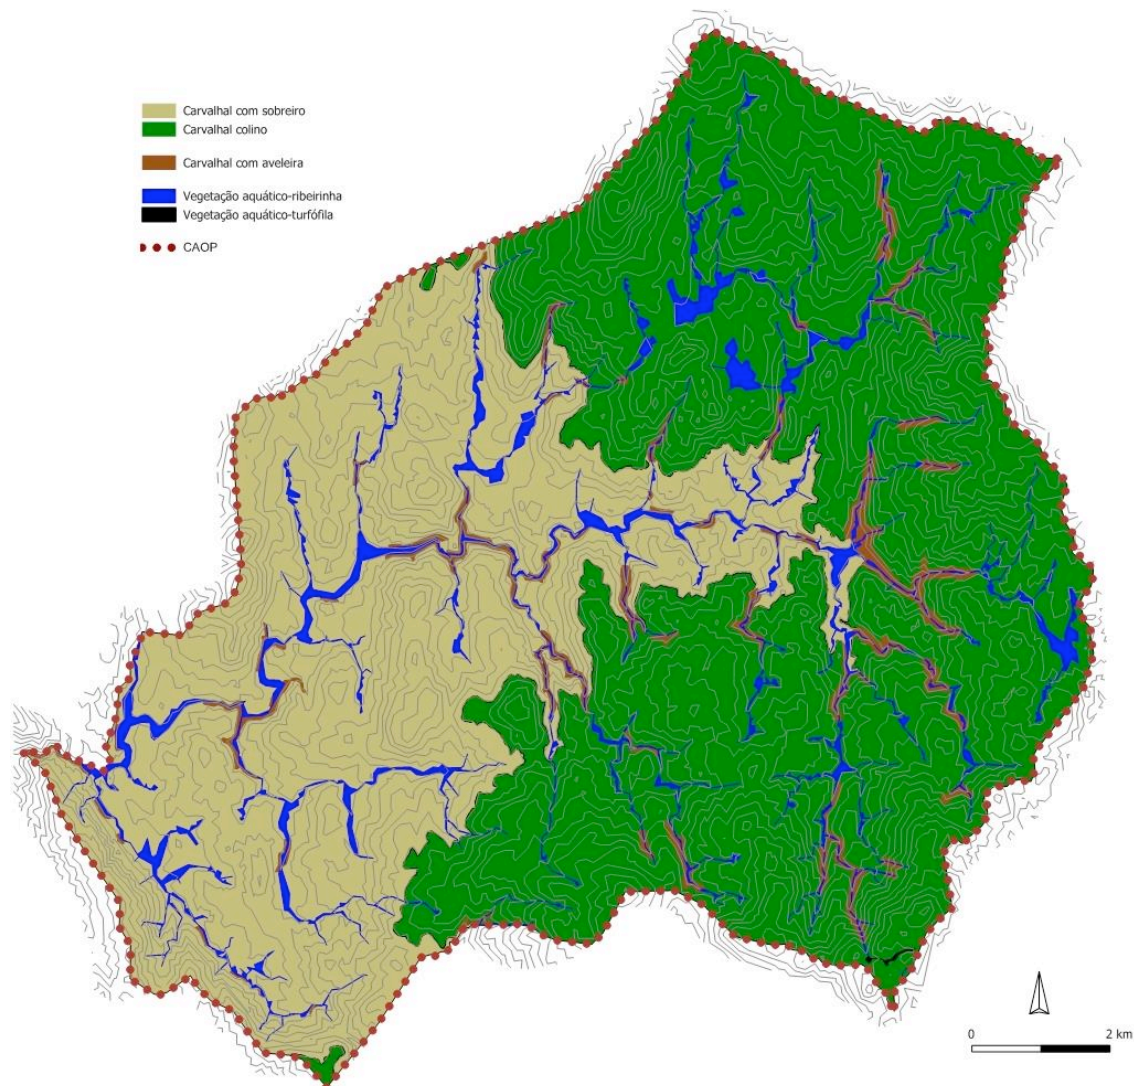 Carvalhal com sobreiro
Carvalhal colino
Carvalhal com aveleira
Vegetação aquático-ribeirinha
Vegetação aquático-turfófila
CAOP
0 2 km